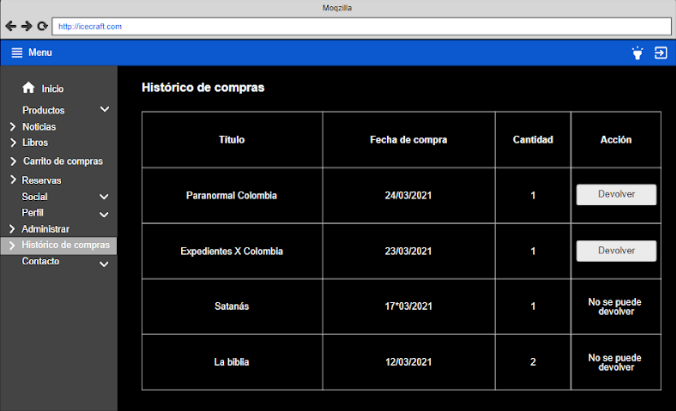 Moqzilla
http://icecraft.com
Menu
Inicio
Productos
Noticias
Libros
Carrito de compras
Reservas
Social
Perfil
Administrar
Histórico de compras
Contacto
Histórico de compras
Titulo Fecha de compra Cantidad Acción
Paranormal Colombia 24/03/2021 1 Devolver
Expedientes X Colombia 23/03/2021 1 Devolver
Satanás 17*03/2021 1 No se puede
devolver
La biblia 12/03/2021 2 No se puede
devolver